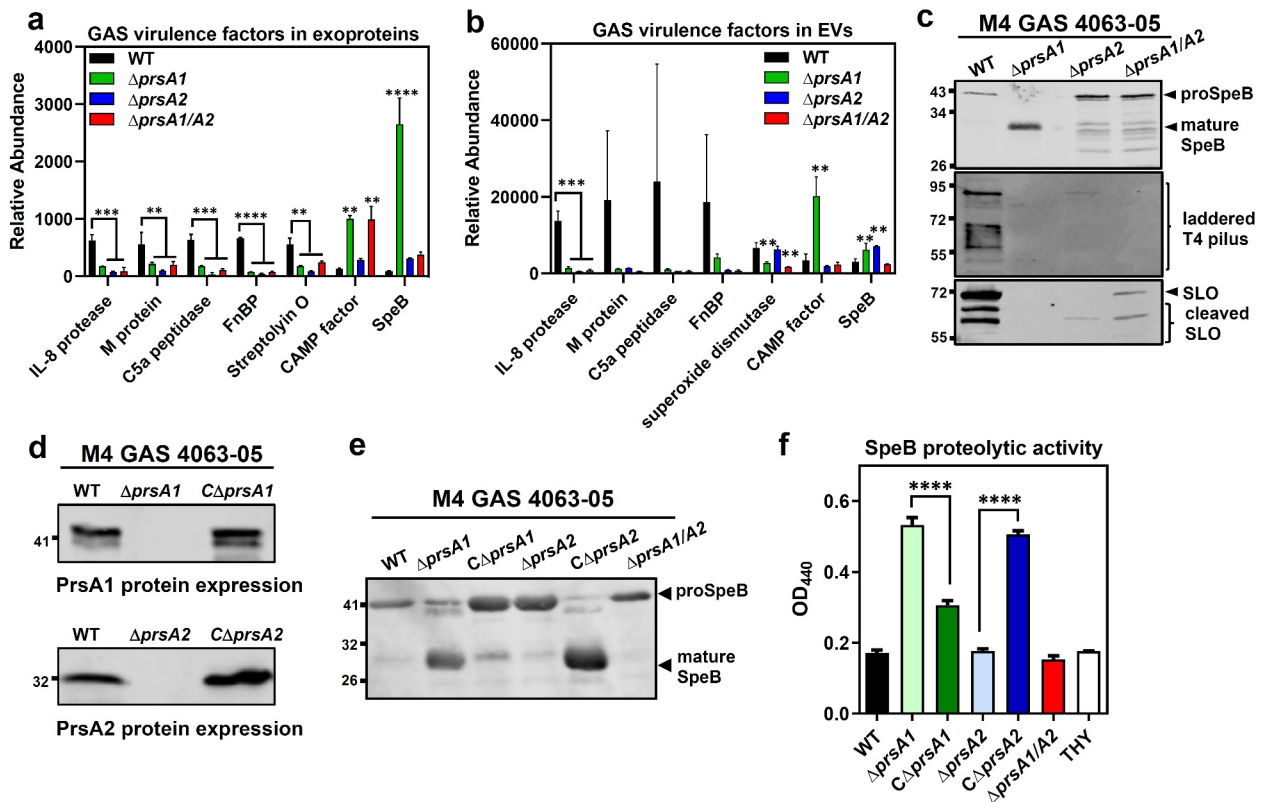 a
GAS virulence factors in exoproteins
Relative Abundance
4000
3000
2000
1000
0
WT
ΔprsA1
ΔprsA2
ΔprsA1/A2
***
**
***
****
**
**
**
****
IL-8 protease
M protein
C5a peptidase
FnBP
Streptolyin O
CAMP factor
SpeB
b
GAS virulence factors in EVs
Relative Abundance
60000
40000
20000
0
WT
ΔprsA1
ΔprsA2
ΔprsA1/A2
***
**
**
**
**
**
IL-8 protease
M protein
C5a peptidase
FnBP
superoxide dismutase
CAMP factor
SpeB
c
M4 GAS 4063-05
WT ΔprsA1 ΔprsA2 ΔprsA1/A2
43
34
26
proSpeB
mature
SpeB
95
72
55
laddered
T4 pilus
72
55
SLO
cleaved
SLO
d
M4 GAS 4063-05
WT ΔprsA1 CΔprsA1
41
PrsA1 protein expression
WT ΔprsA2 CΔprsA2
32
PrsA2 protein expression
e
M4 GAS 4063-05
WT ΔprsA1 CΔprsA1 ΔprsA2 CΔprsA2 ΔprsA1/A2
41
32
26
proSpeB
mature
SpeB
f
SpeB proteolytic activity
OD440
0.6
0.4
0.2
0.0
****
****
WT
ΔprsA1
CΔprsA1
ΔprsA2
CΔprsA2
ΔprsA1/A2
THY